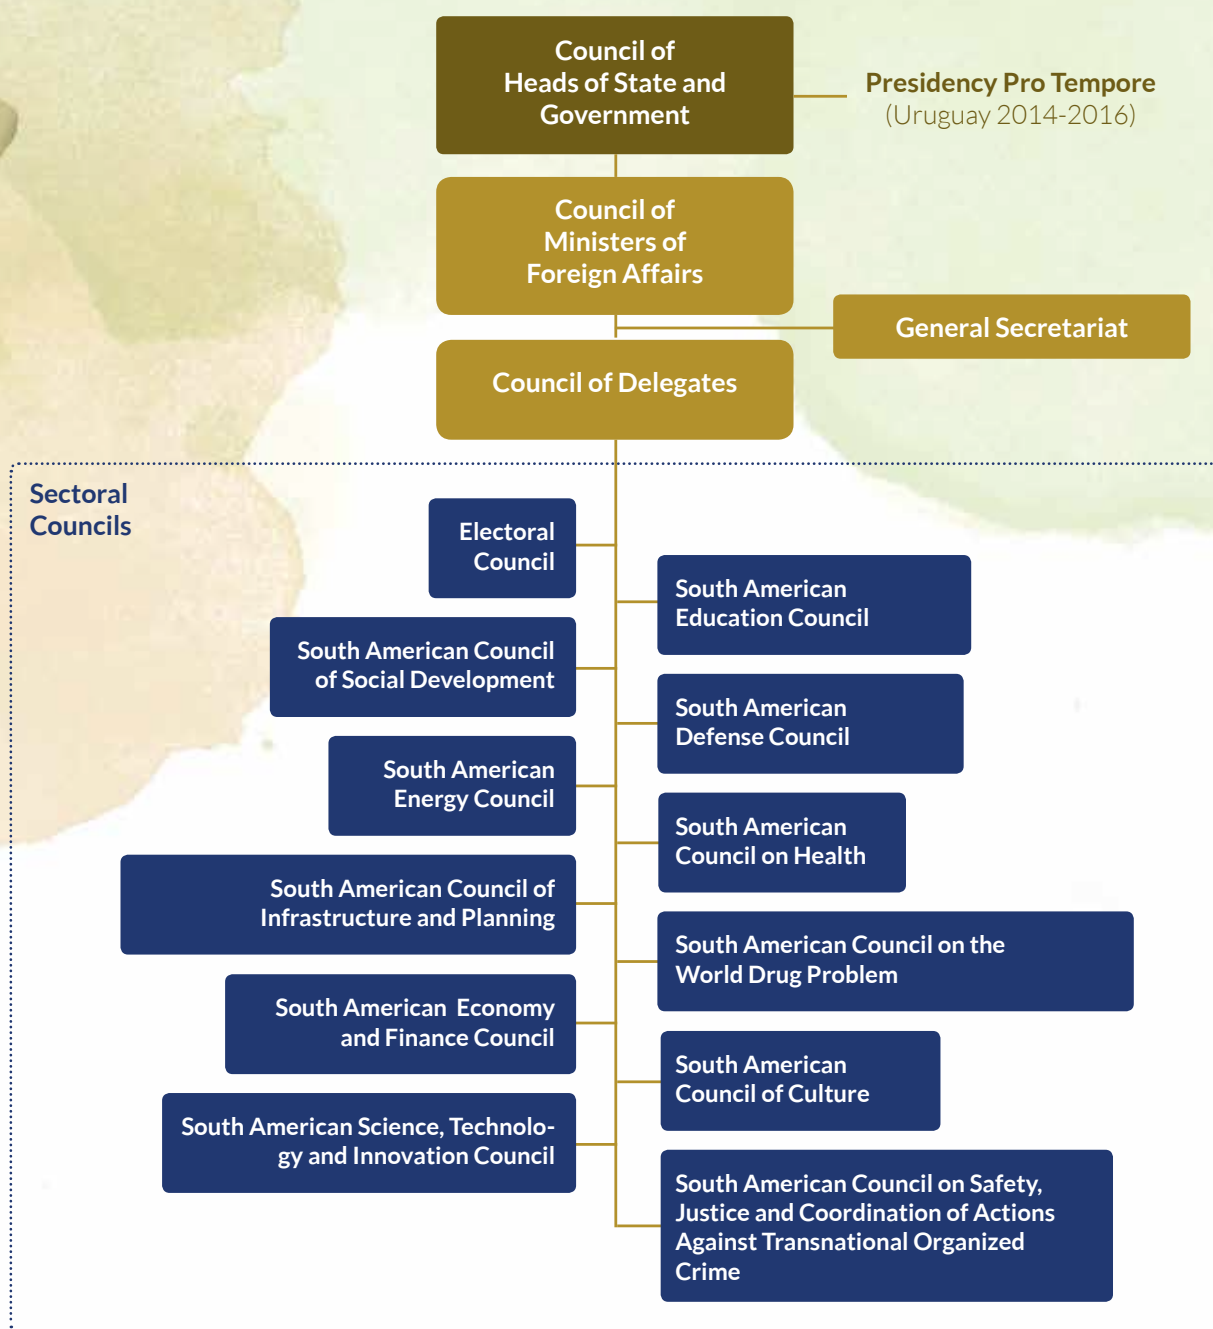 Council of
Heads of State and
Government
Presidency Pro Tempore
(Uruguay 2014-2016)
Council of
Ministers of
Foreign Affairs
General Secretariat
Council of Delegates
Sectoral
Councils
Electoral
Council
South American
Education Council
South American Council
of Social Development
South American
Defense Council
South American
Energy Council
South American
Council on Health
South American Council of
Infrastructure and Planning
South American Council on the
World Drug Problem
South American  Economy
and Finance Council
South American
Council of Culture
South American Science, Technolo-
gy and Innovation Council
South American Council on Safety,
Justice and Coordination of Actions
Against Transnational Organized
Crime